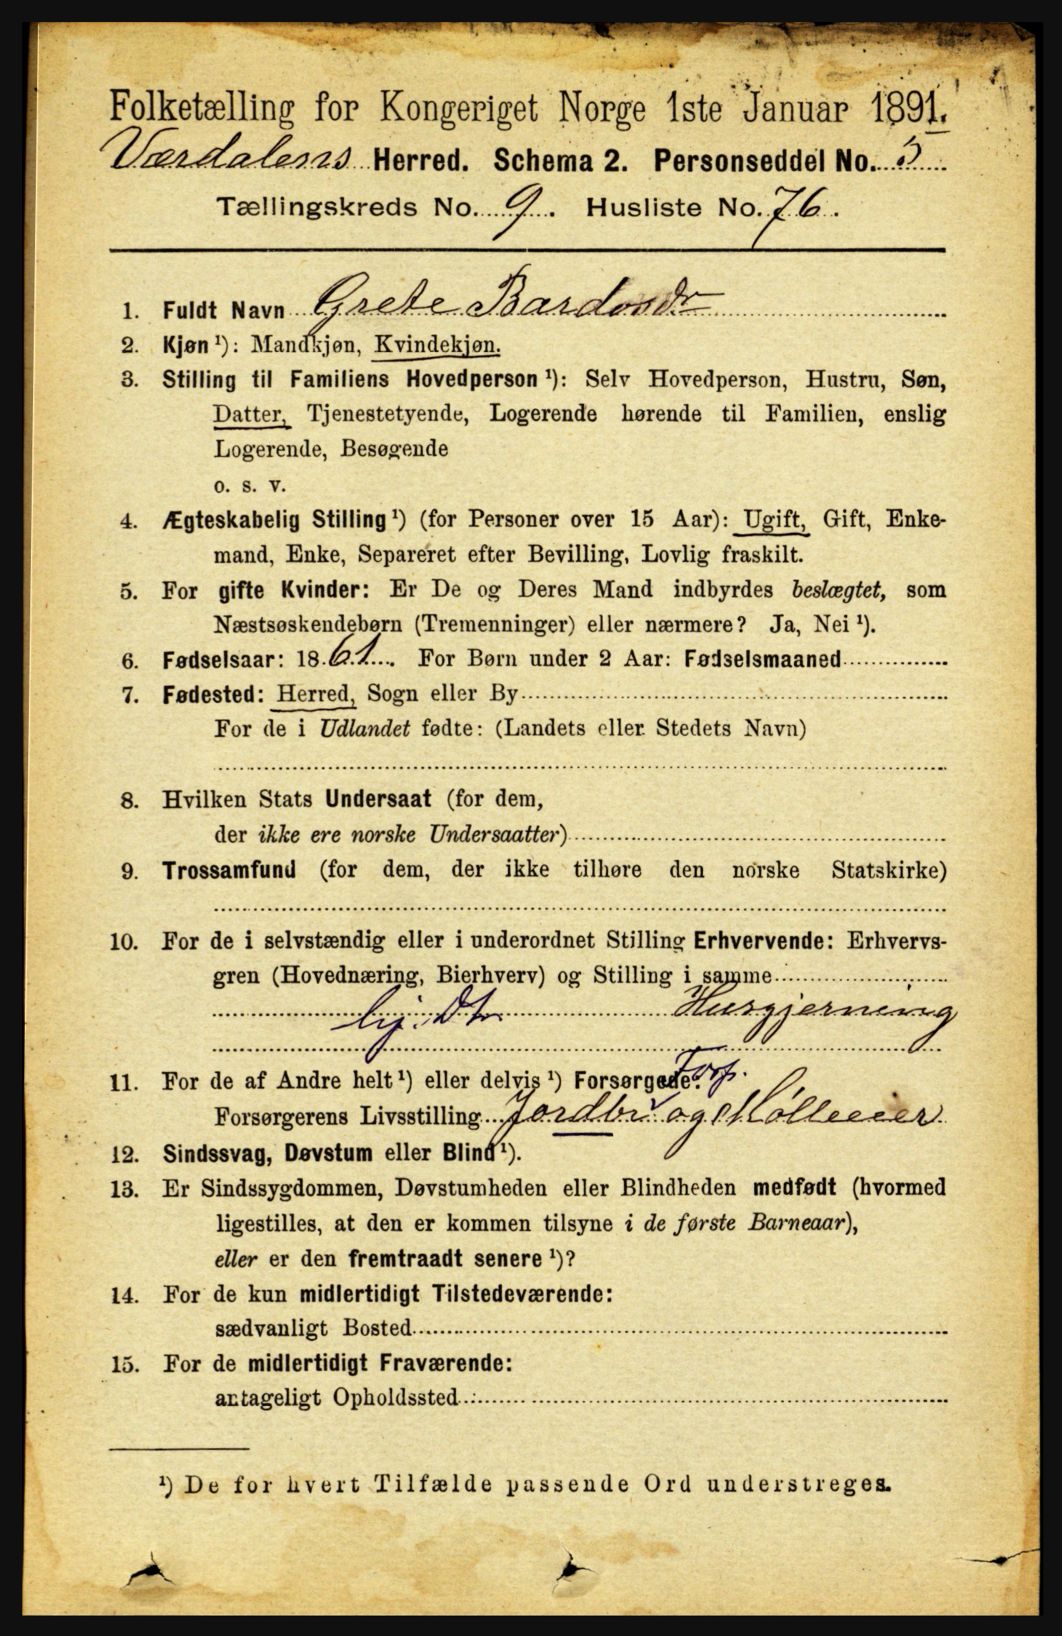 Folketælling for Kongeriget Norge 1ste Januar 1891.
Værdalens Herred. Schema 2. Personseddel No. 5
Tællingskreds No. 9. Husliste No. 76.
1. Fuldt Navn Grete Bardosdr
2. Kjøn ¹): Mandkjøn, Kvindekjøn.
3. Stilling til Familiens Hovedperson ¹): Selv Hovedperson, Hustru, Søn,
Datter, Tjenestetyende, Logerende hørende til Familien, enslig
Logerende, Besøgende
o. s. v.
4. Ægteskabelig Stilling ¹) (for Personer over 15 Aar): Ugift, Gift, Enke-
mand, Enke, Separeret efter Bevilling, Lovlig fraskilt.
5. For gifte Kvinder: Er De og Deres Mand indbyrdes beslægtet, som
Næstsøskendebørn (Tremenninger) eller nærmere? Ja, Nei ¹).
6. Fødselsaar: 1861. For Børn under 2 Aar: Fødselsmaaned
7. Fødested: Herred, Sogn eller By
For de i Udlandet fødte: (Landets eller Stedets Navn)
8. Hvilken Stats Undersaat (for dem,
der ikke ere norske Undersaatter)
9. Trossamfund (for dem, der ikke tilhøre den norske Statskirke)
10. For de i selvstændig eller i underordnet Stilling Erhvervende: Erhvervs-
gren (Hovednæring, Bierhverv) og Stilling i samme
Husgjerning
11. For de af Andre helt ¹) eller delvis ¹) Forsørgede:
Forsørgerens Livsstilling Jordbr og Mølleeier
12. Sindssvag, Døvstum eller Blind ¹).
13. Er Sindssygdommen, Døvstumheden eller Blindheden medfødt (hvormed
ligestilles, at den er kommen tilsyne i de første Barneaar),
eller er den fremtraadt senere ¹)?
14. For de kun midlertidigt Tilstedeværende:
sædvanligt Bosted
15. For de midlertidigt Fraværende:
antageligt Opholdssted
¹) De for hvert Tilfælde passende Ord understreges.